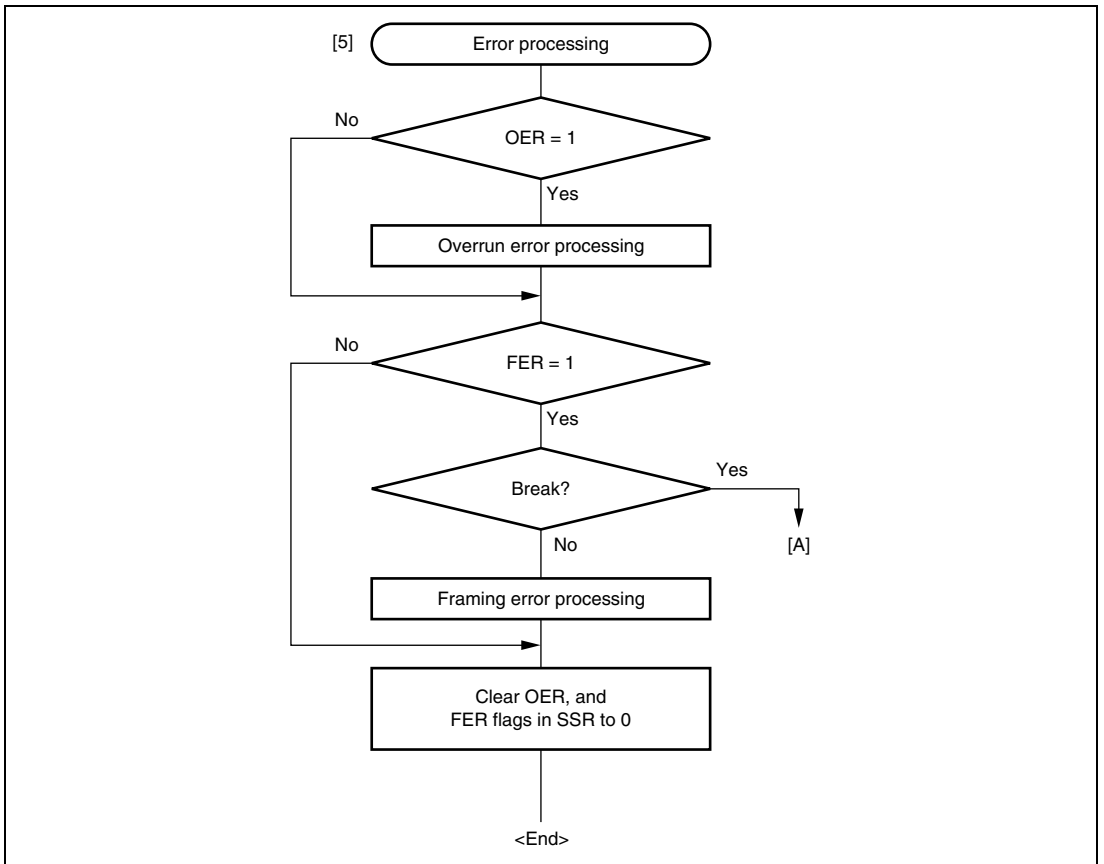 [5] Error processing
No
OER = 1
Yes
Overrun error processing
No
FER = 1
Yes
Break?
Yes
[A]
No
Framing error processing
Clear OER, and
FER flags in SSR to 0
<End>